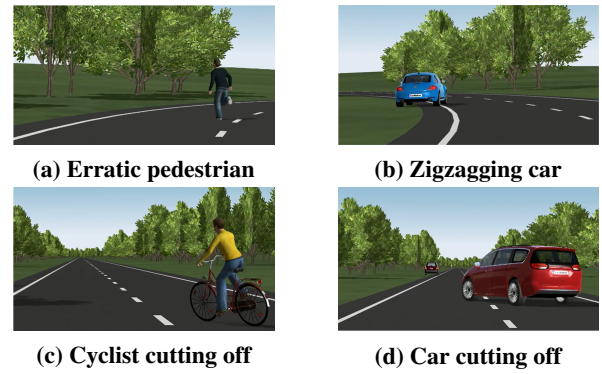 (a) Erratic pedestrian
(b) Zigzagging car
(c) Cyclist cutting off
(d) Car cutting off